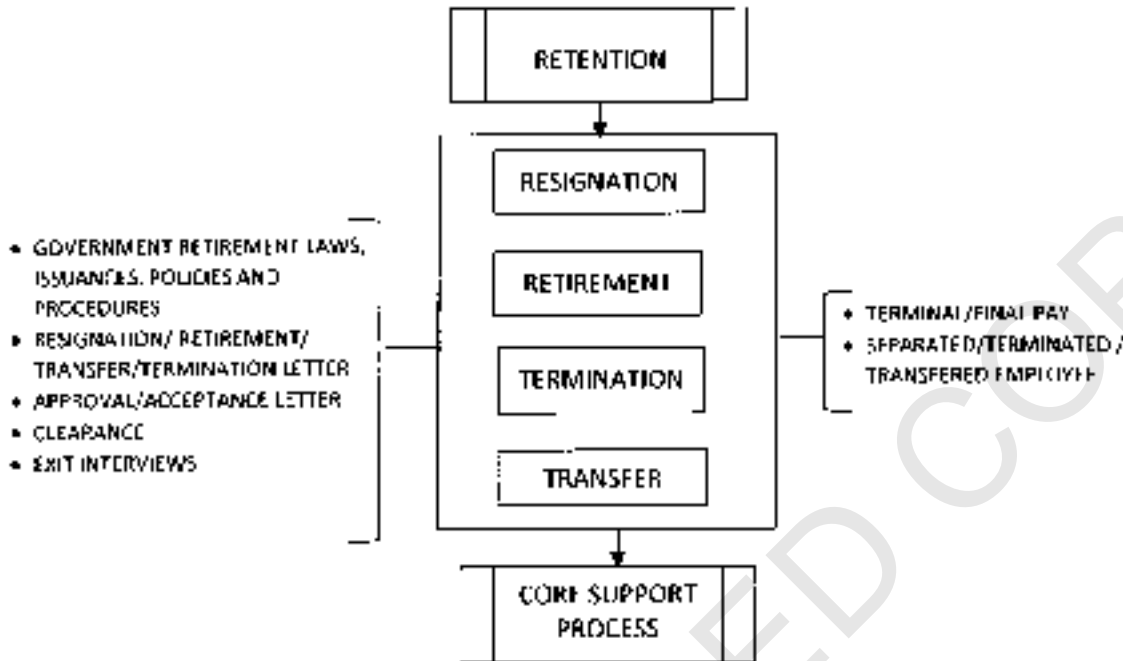 RETENTION
RESIGNATION
RETIREMENT
TERMINATION
TRANSFER
• GOVERNMENT RETIREMENT LAWS,
ISSUANCES, POLICIES AND
PROCEDURES
• RESIGNATION/ RETIREMENT/
TRANSFER/TERMINATION LETTER
• APPROVAL/ACCEPTANCE LETTER
• CLEARANCE
• EXIT INTERVIEWS
• TERMINAL/FINAL PAY
• SEPARATED/TERMINATED /
TRANSFERED EMPLOYEE
CORE SUPPORT
PROCESS